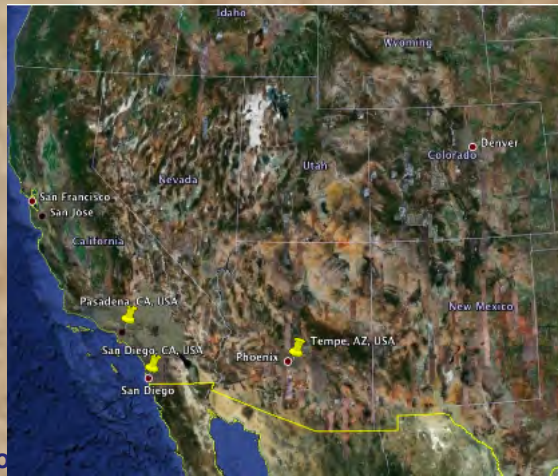 Idaho
Wyoming
Denver
Colorado
Utah
Nevada
San Francisco
San Jose
California
Pasadena, CA, USA
New Mexico
San Diego, CA, USA
Tempe, AZ, USA
Phoenix
San Diego